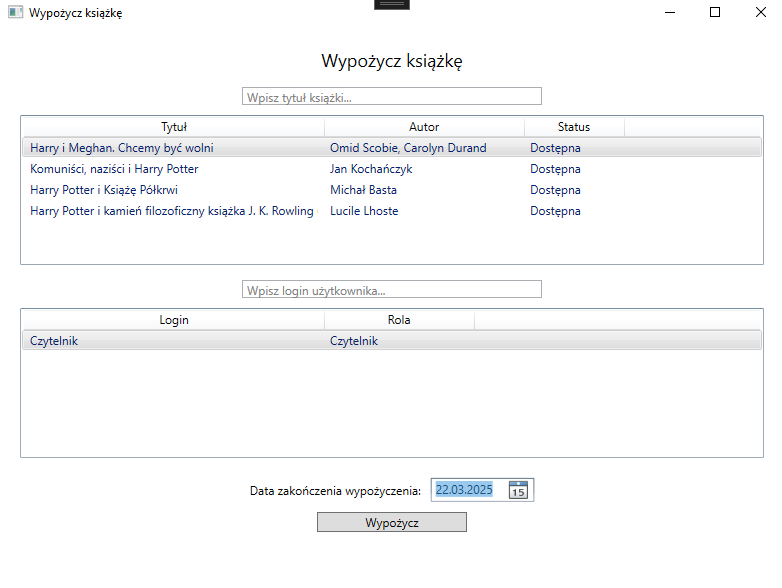 Wypożycz książkę
Wypożycz książkę
Wpisz tytuł książki...
Tytuł Autor Status
Harry i Meghan. Chcemy być wolni Omid Scobie, Carolyn Durand Dostępna
Komuniści, naziści i Harry Potter Jan Kochańczyk Dostępna
Harry Potter i Książę Półkrwi Michał Basta Dostępna
Harry Potter i kamień filozoficzny książka J. K. Rowling Lucile Lhoste Dostępna
Wpisz login użytkownika...
Login Rola
Czytelnik Czytelnik
Data zakończenia wypożyczenia: 22.03.2025 15
Wypożycz